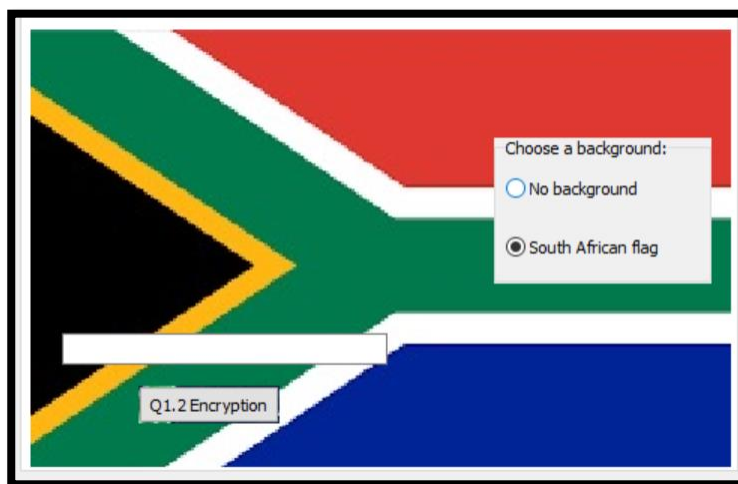 Choose a background:
No background
South African flag
Q1.2 Encryption